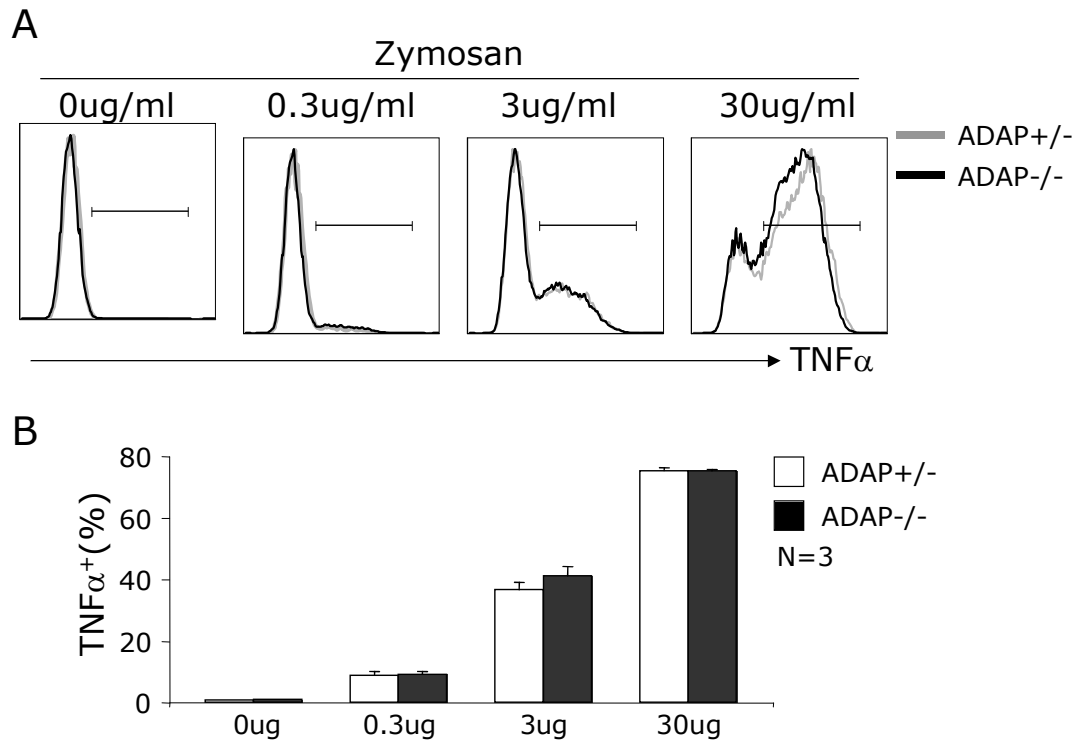 A
Zymosan
0ug/ml 0.3ug/ml 3ug/ml 30ug/ml
ADAP+/-
ADAP-/-
TNFα
B
TNFα+(%)
80
60
40
20
0
0ug 0.3ug 3ug 30ug
ADAP+/-
ADAP-/-
N=3